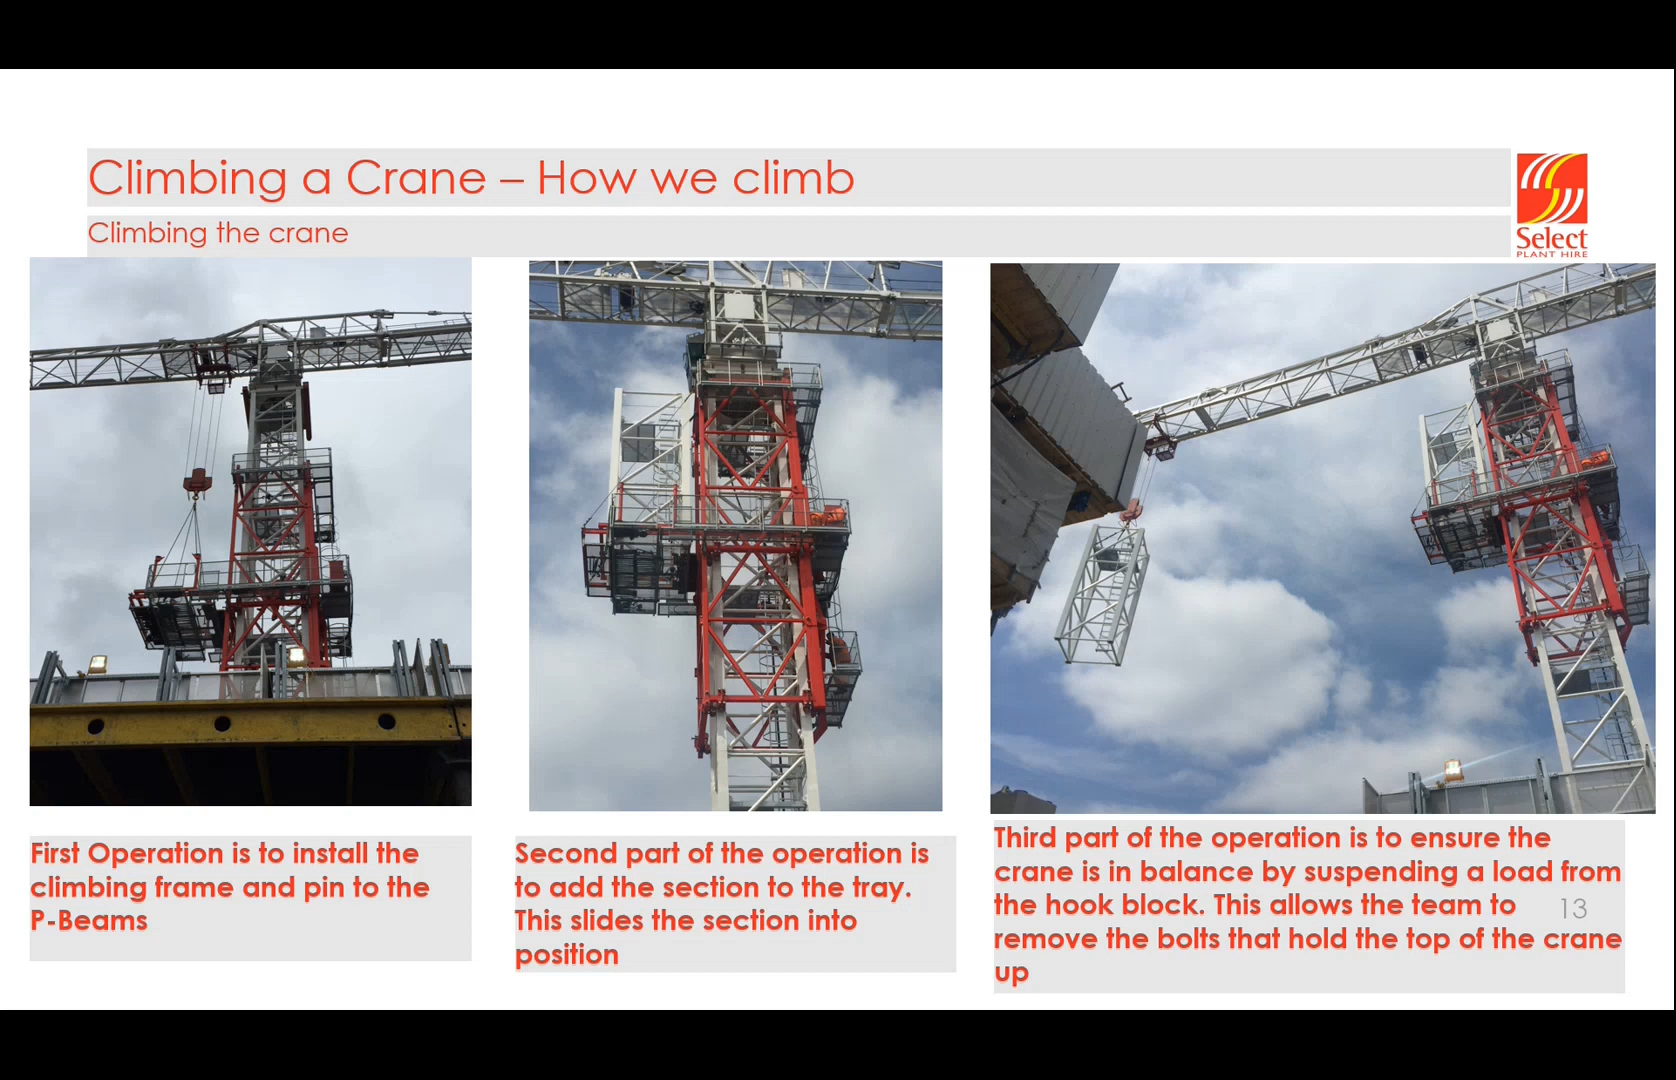 Climbing a Crane – How we climb
Climbing the crane
Select
PLANT HIRE
First Operation is to install the
climbing frame and pin to the
P-Beams
Second part of the operation is
to add the section to the tray.
This slides the section into
position
Third part of the operation is to ensure the
crane is in balance by suspending a load from
the hook block. This allows the team to
remove the bolts that hold the top of the crane
up
13